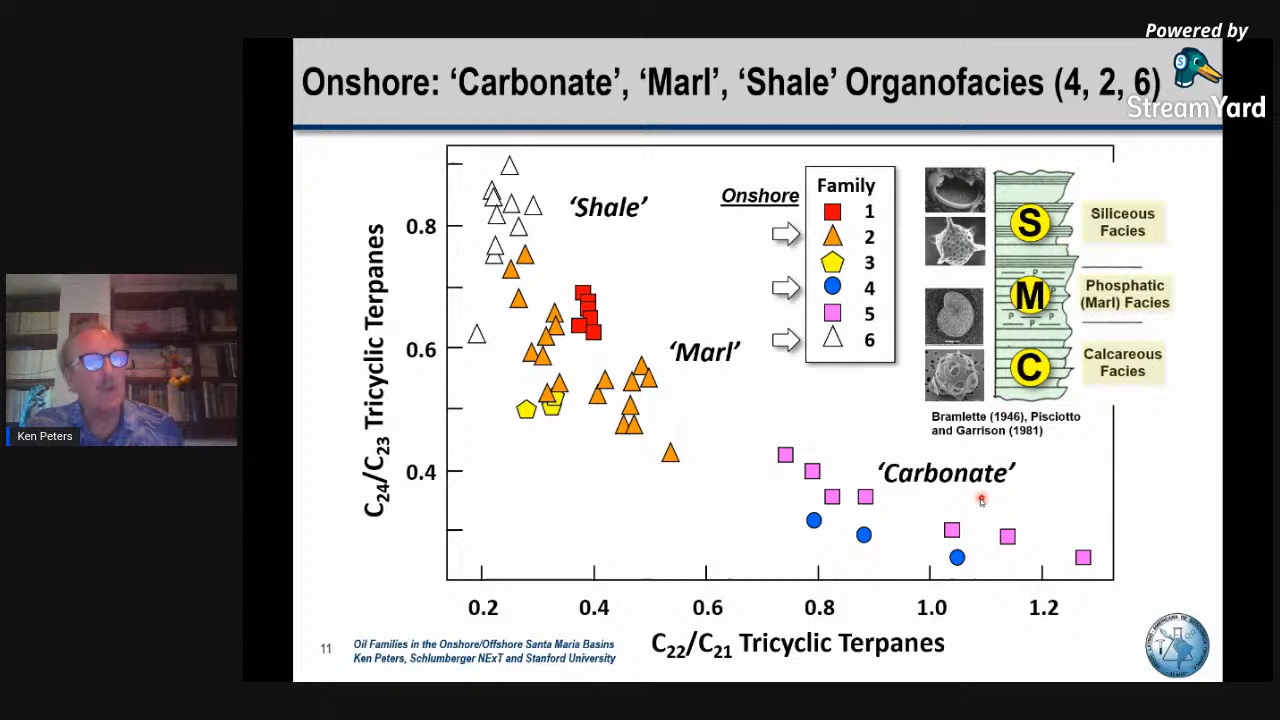 Powered by
StreamYard
Onshore: ‘Carbonate’, ‘Marl’, ‘Shale’ Organofacies (4, 2, 6)
C24/C23 Tricyclic Terpanes
0.8
0.6
0.4
‘Shale’
‘Marl’
‘Carbonate’
Onshore
Family
1
2
3
4
5
6
S
Siliceous
Facies
P
P P
M
Phosphatic
(Marl) Facies
P P
P P
C
Calcareous
Facies
Bramlette (1946), Pisciotto
and Garrison (1981)
0.2 0.4 0.6 0.8 1.0 1.2
C22/C21 Tricyclic Terpanes
11
Oil Families in the Onshore/Offshore Santa Maria Basins
Ken Peters, Schlumberger NExT and Stanford University
Ken Peters